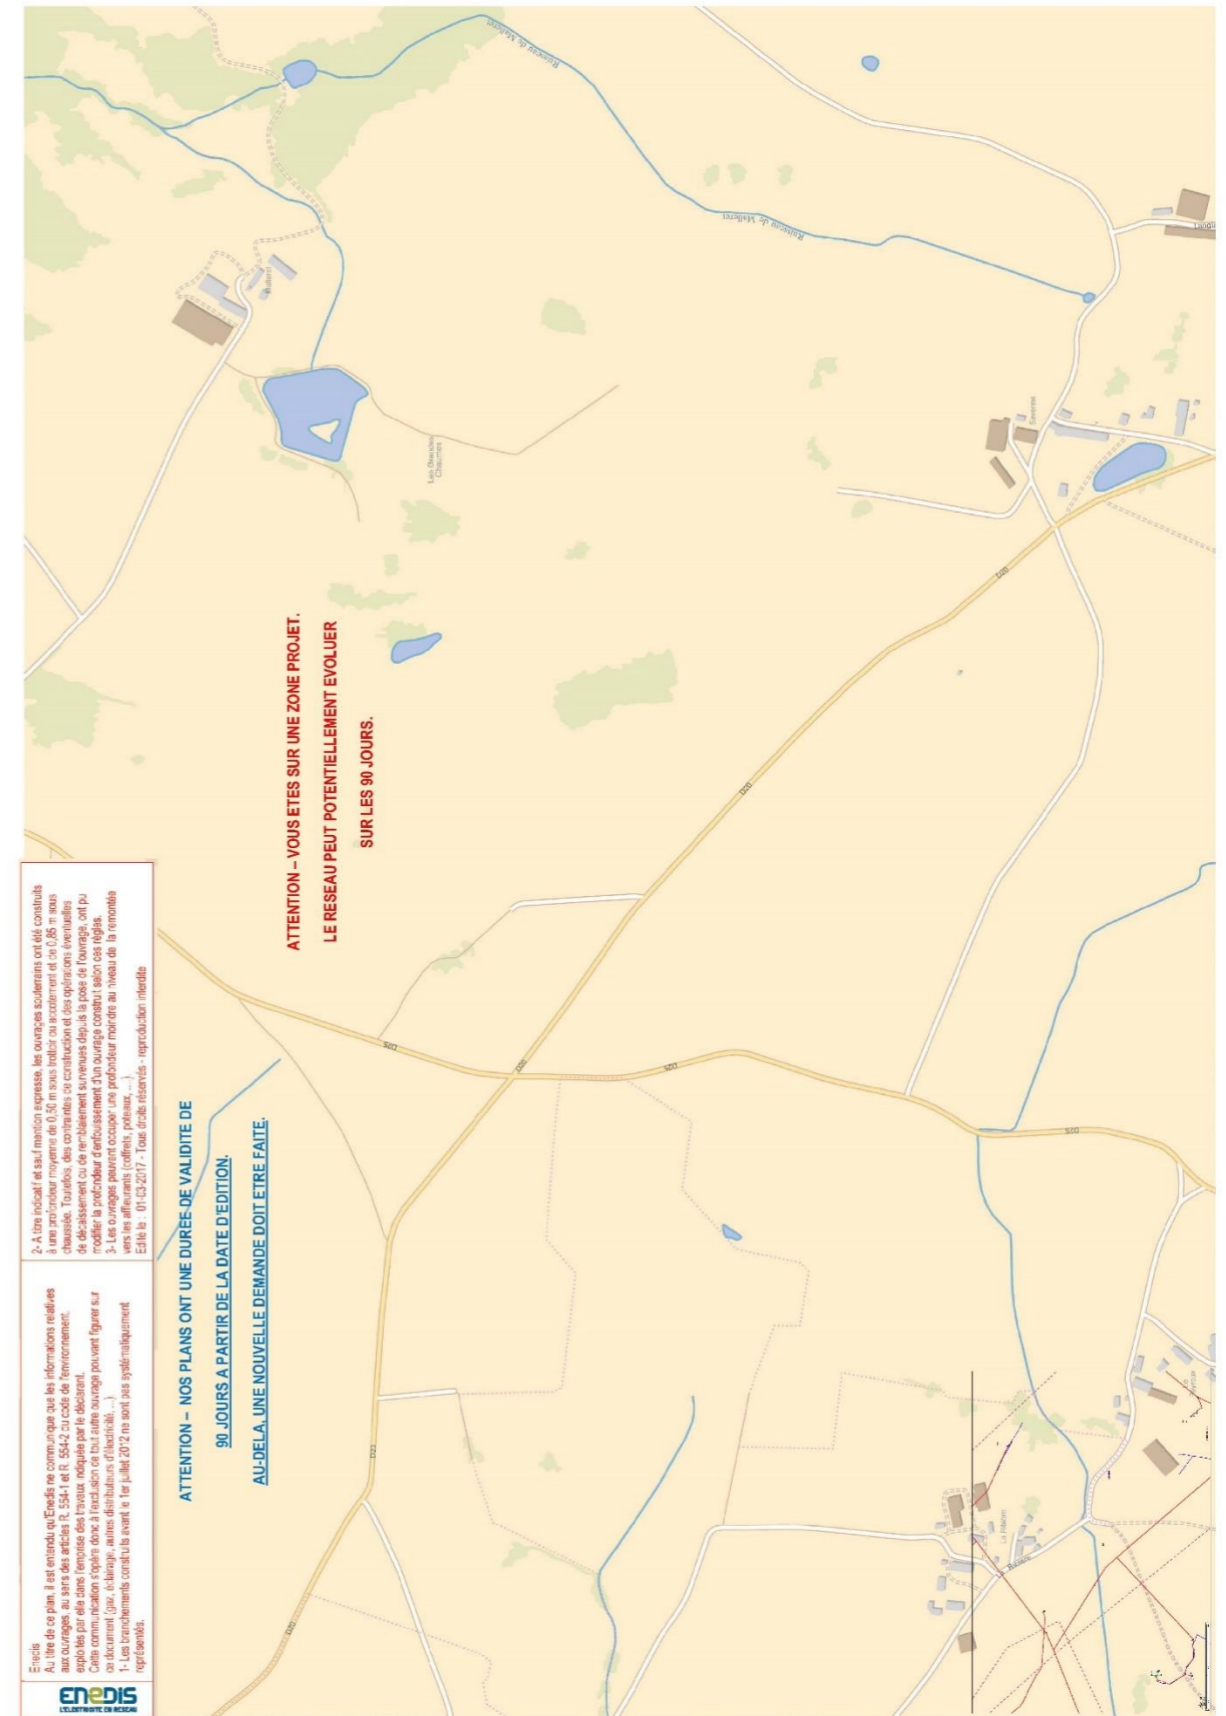 Enedis
Au titre de ce plan, il est entendu qu'Enedis ne communique que les informations relatives
aux ouvrages, au sens des articles R. 554-1 et R. 554-2 du code de l'environnement,
exploités par elle dans l'emprise des travaux indiquée par le déclarant.
Cette communication s'opère donc à l'exclusion de tout autre ouvrage pouvant figurer sur
ce document (gaz, éclairage, autres distributeurs d'électricité, ...).
1- Les branchements construits avant le 1er juillet 2012 ne sont pas systématiquement
représentés.
2- A titre indicatif et sauf mention expresse, les ouvrages souterrains ont été construits
à une profondeur moyenne de 0,50 m sous trottoir ou accotement et de 0,85 m sous
chaussée. Toutefois, des contraintes de construction et des opérations éventuelles
de décaissement ou de remblaiement survenues depuis la pose de l'ouvrage, ont pu
modifier la profondeur d'enfouissement d'un ouvrage construit selon ces règles.
3- Les ouvrages peuvent occuper une profondeur moindre au niveau de la remontée
vers les affleurants (coffrets, poteaux, ...).
Edité le : 01-03-2017 - Tous droits réservés - reproduction interdite
ENEDIS
L'ELECTRICITE EN RESEAU
ATTENTION – NOS PLANS ONT UNE DUREE DE VALIDITE DE
90 JOURS A PARTIR DE LA DATE D'EDITION.
AU-DELA, UNE NOUVELLE DEMANDE DOIT ETRE FAITE.
ATTENTION – VOUS ETES SUR UNE ZONE PROJET.
LE RESEAU PEUT POTENTIELLEMENT EVOLUER
SUR LES 90 JOURS.
Ruisseau de Malleret
Ruisseau de Malleret
Malleret
Les Grandes
Chaumes
D20
D20
D20
D20
D25
D25
D25